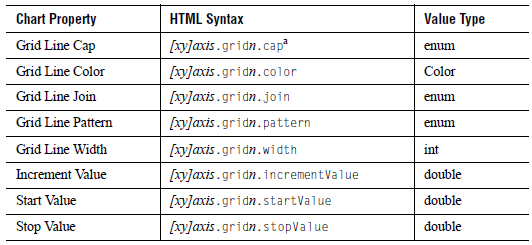 Chart Property HTML Syntax Value Type
Grid Line Cap [xy]axis.gridn.capᵃ enum
Grid Line Color [xy]axis.gridn.color Color
Grid Line Join [xy]axis.gridn.join enum
Grid Line Pattern [xy]axis.gridn.pattern enum
Grid Line Width [xy]axis.gridn.width int
Increment Value [xy]axis.gridn.incrementValue double
Start Value [xy]axis.gridn.startValue double
Stop Value [xy]axis.gridn.stopValue double